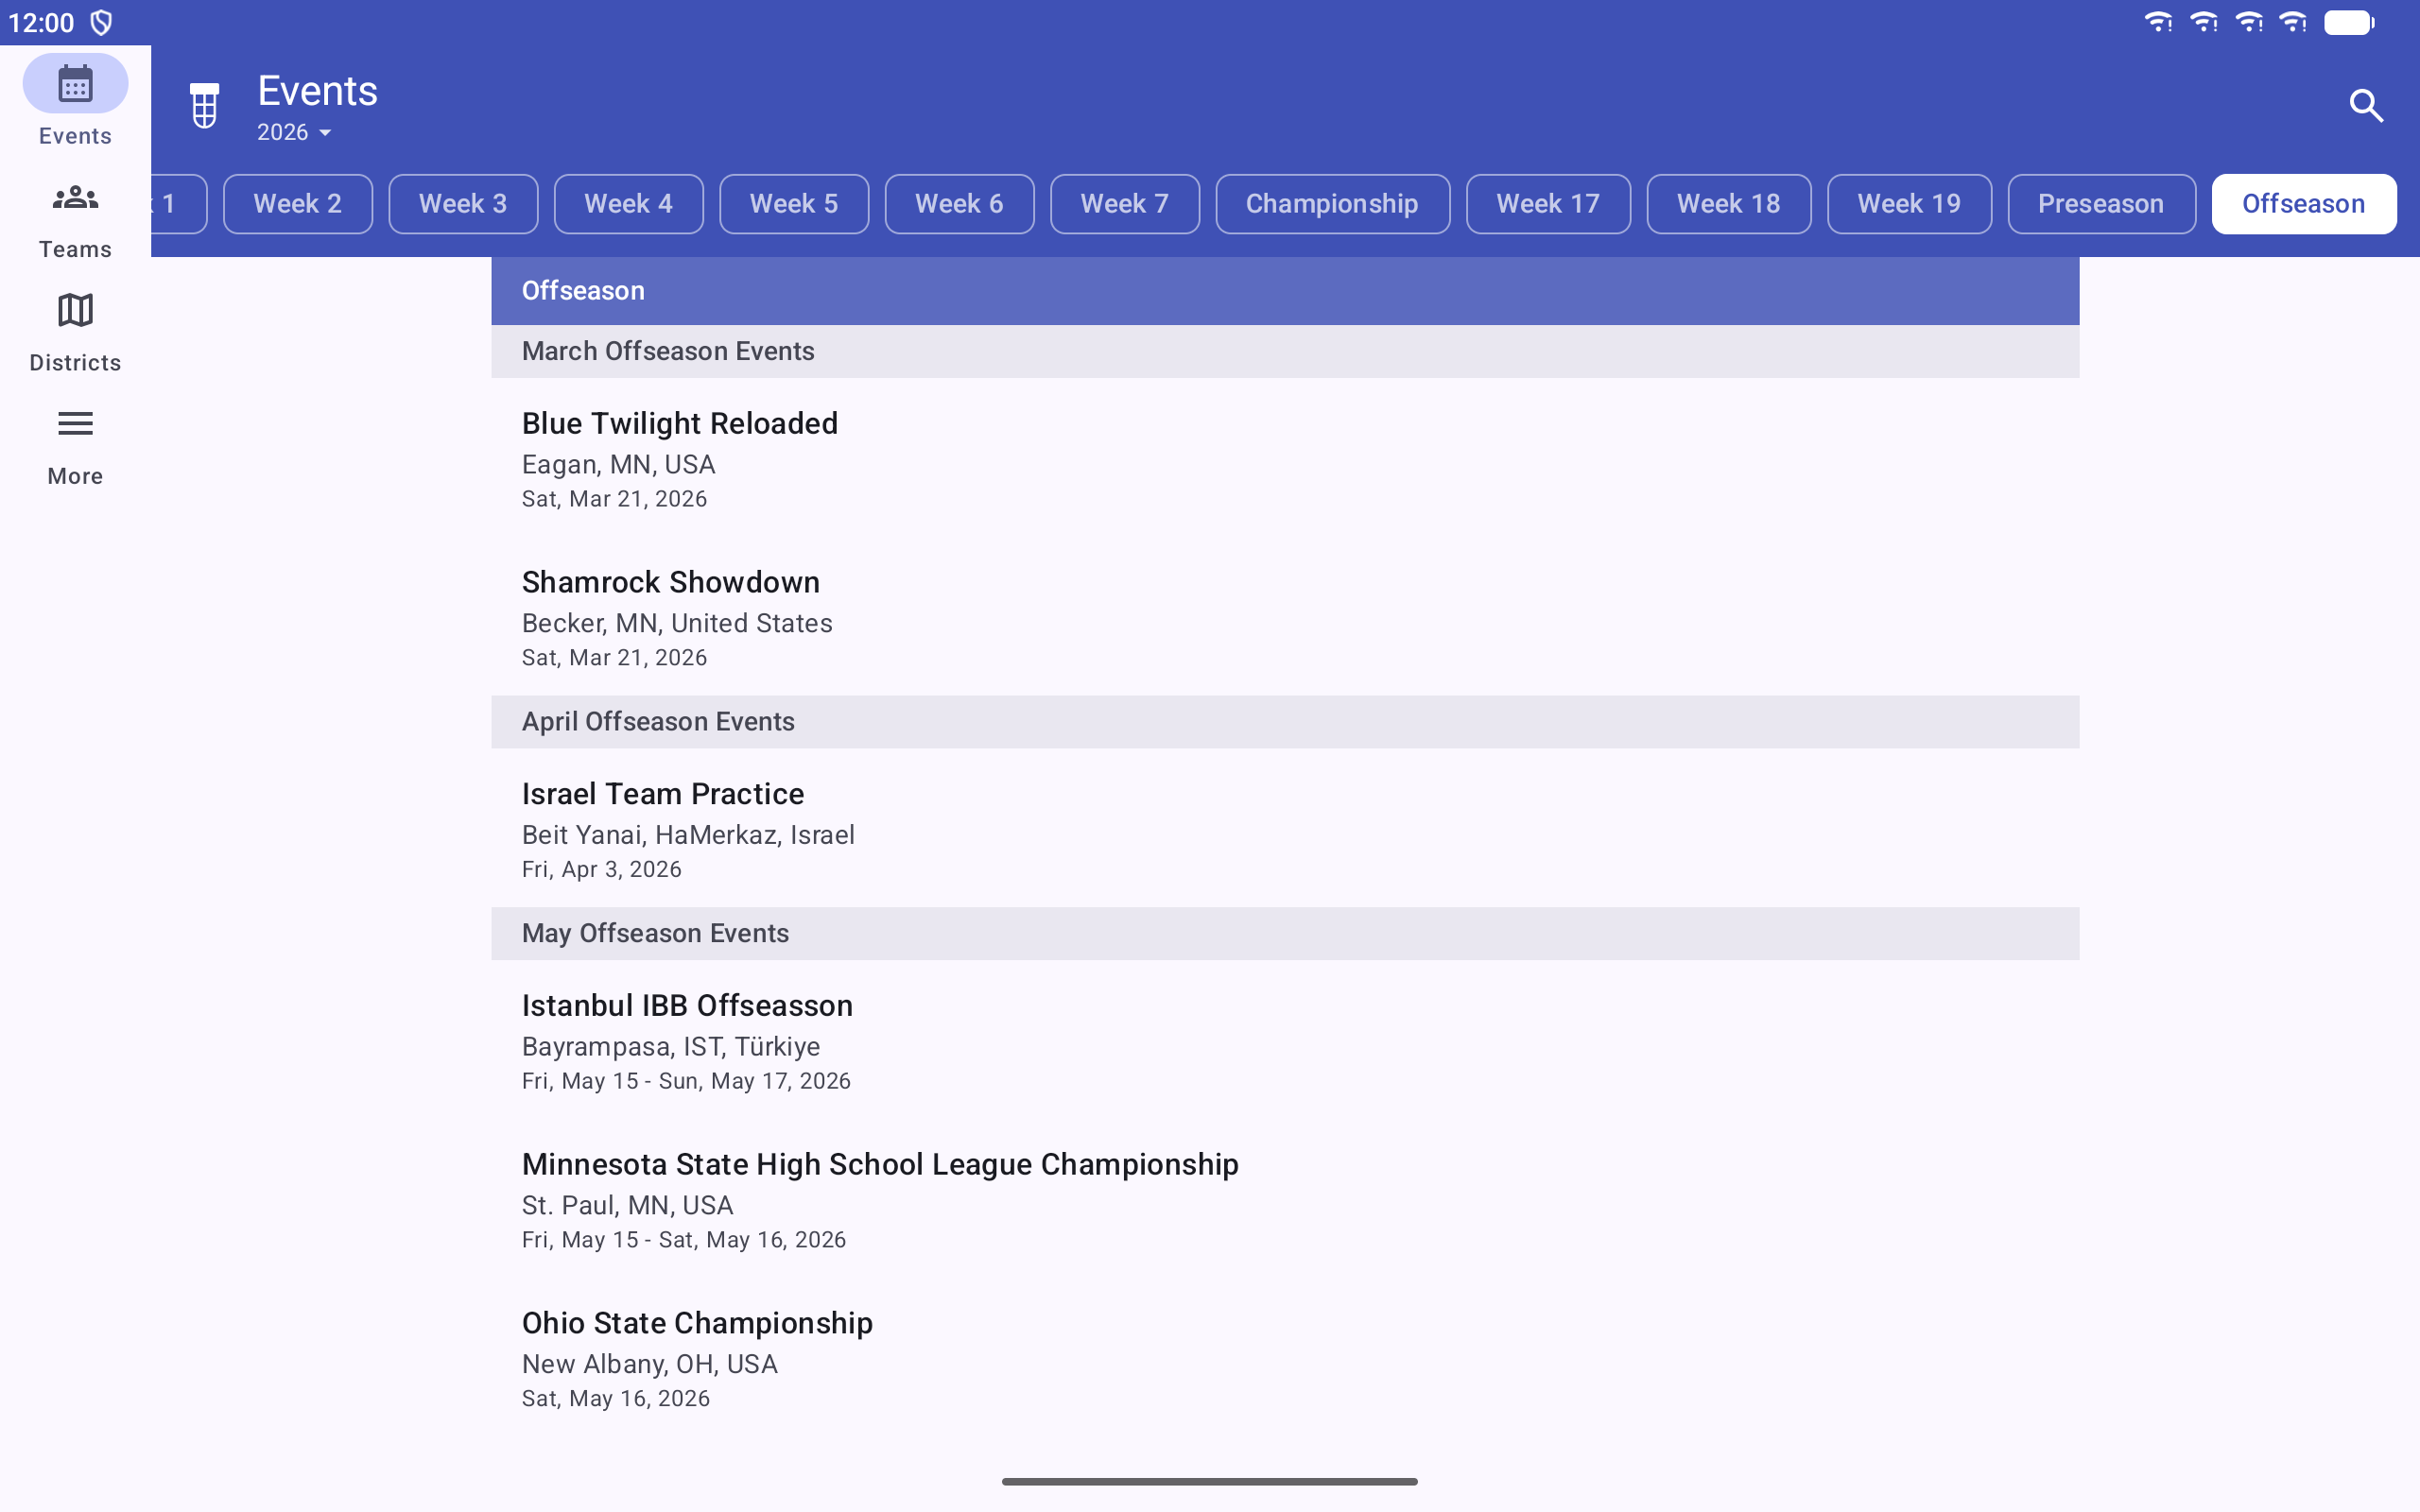 12:00
Events
Teams
Districts
More
Events
2026
1
Week 2
Week 3
Week 4
Week 5
Week 6
Week 7
Championship
Week 17
Week 18
Week 19
Preseason
Offseason
Offseason
March Offseason Events
Blue Twilight Reloaded
Eagan, MN, USA
Sat, Mar 21, 2026
Shamrock Showdown
Becker, MN, United States
Sat, Mar 21, 2026
April Offseason Events
Israel Team Practice
Beit Yanai, HaMerkaz, Israel
Fri, Apr 3, 2026
May Offseason Events
Istanbul IBB Offseasson
Bayrampasa, IST, Türkiye
Fri, May 15 - Sun, May 17, 2026
Minnesota State High School League Championship
St. Paul, MN, USA
Fri, May 15 - Sat, May 16, 2026
Ohio State Championship
New Albany, OH, USA
Sat, May 16, 2026